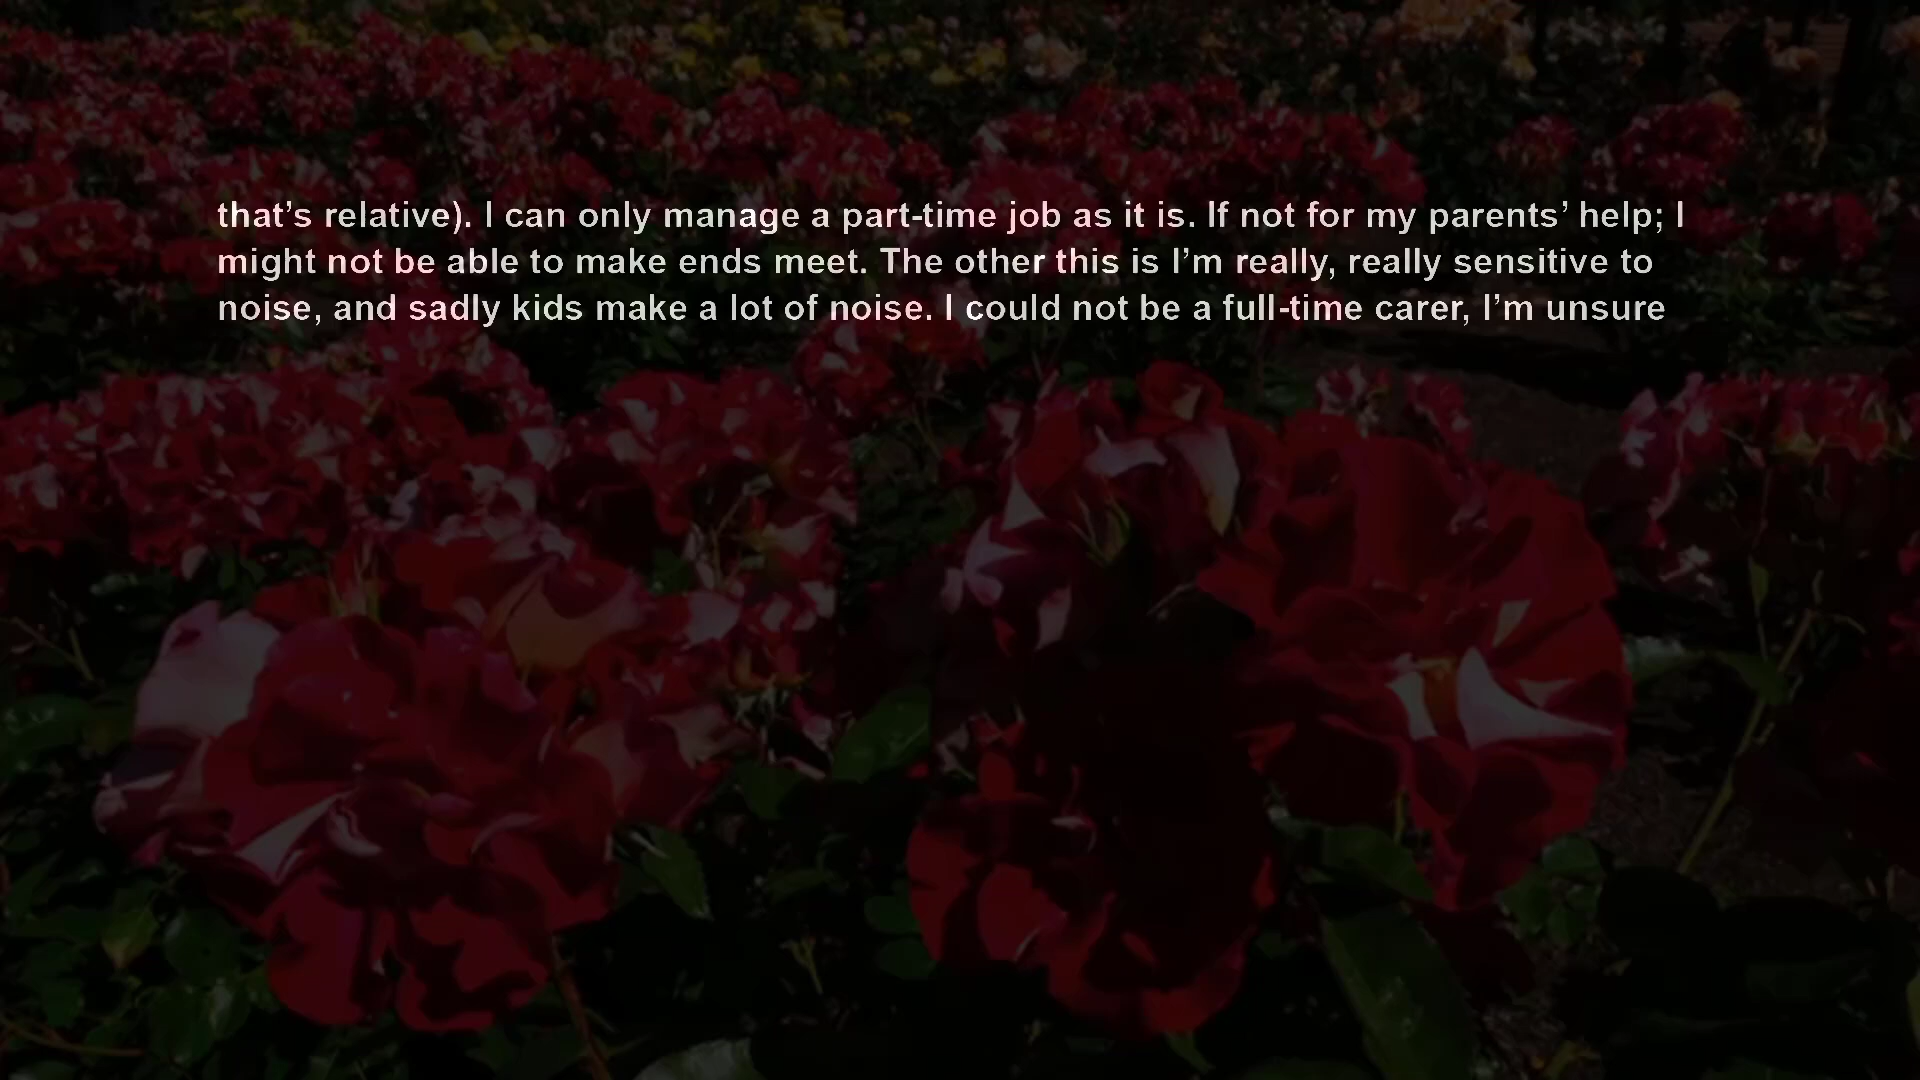 that’s relative). I can only manage a part-time job as it is. If not for my parents’ help; I
might not be able to make ends meet. The other this is I’m really, really sensitive to
noise, and sadly kids make a lot of noise. I could not be a full-time carer, I’m unsure